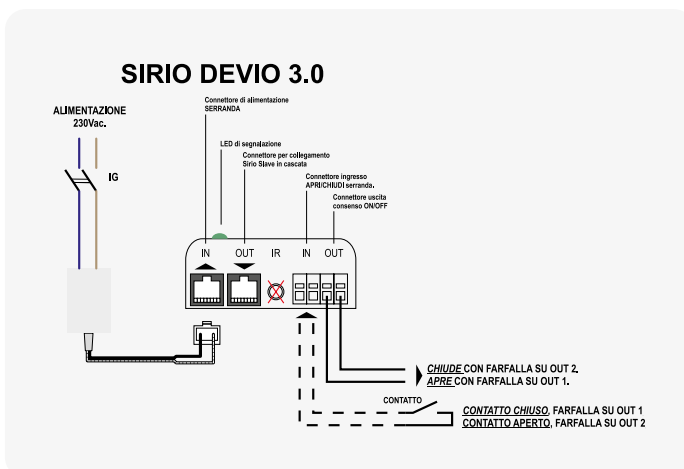 SIRIO DEVIO 3.0
ALIMENTAZIONE
230Vac.
IG
Connettore di alimentazione
SERRANDA
LED di segnalazione
Connettore per collegamento
Sirio Slave in cascata
Connettore ingresso
APRI/CHIUDI serranda.
Connettore uscita
consenso ON/OFF
IN OUT IR IN OUT
CHIUDE CON FARFALLA SU OUT 2.
APRE CON FARFALLA SU OUT 1.
CONTATTO
CONTATTO CHIUSO, FARFALLA SU OUT 1
CONTATTO APERTO, FARFALLA SU OUT 2